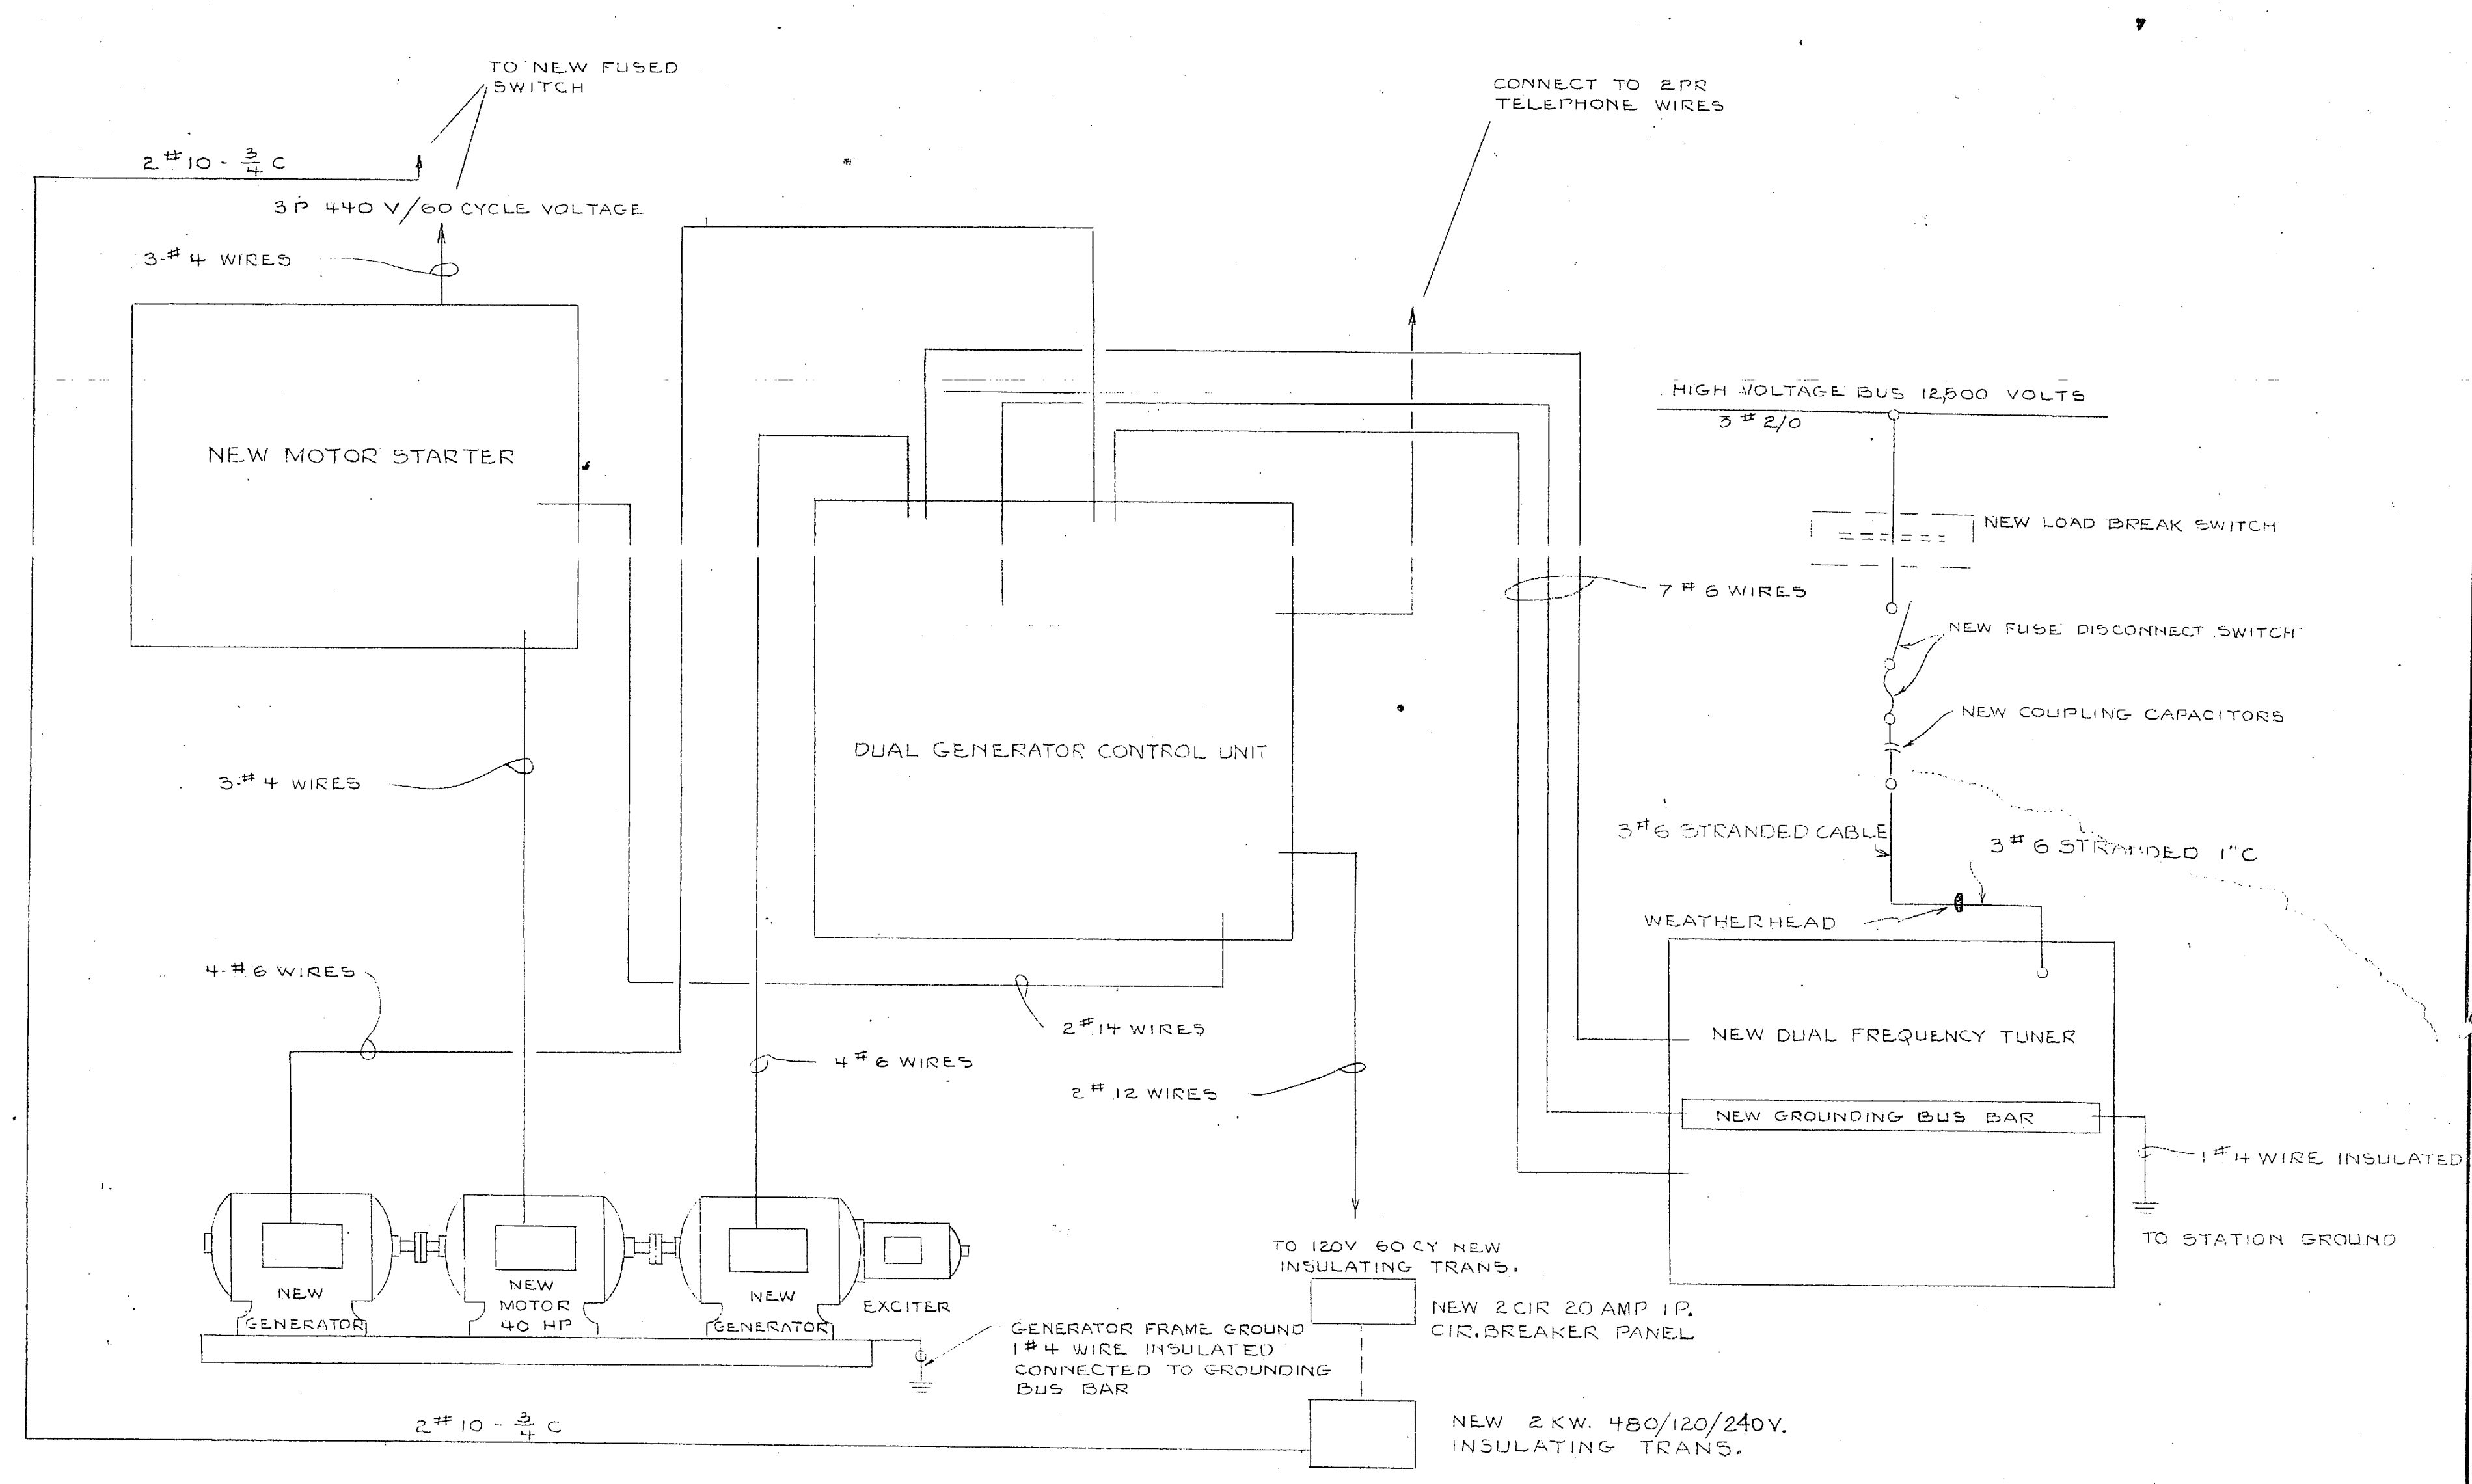 TO NEW FUSED
SWITCH
CONNECT TO 2PR
TELEPHONE WIRES
2 #10 - 3/4 C
3P 440 V/60 CYCLE VOLTAGE
3-#4 WIRES
HIGH VOLTAGE BUS 12,500 VOLTS
3 # 2/0
NEW MOTOR STARTER
NEW LOAD BREAK SWITCH
7 # 6 WIRES
NEW FUSE DISCONNECT SWITCH
NEW COUPLING CAPACITORS
DUAL GENERATOR CONTROL UNIT
3-#4 WIRES
3 #6 STRANDED CABLE
3 #6 STRANDED 1"C
WEATHERHEAD
4-#6 WIRES
2 #14 WIRES
NEW DUAL FREQUENCY TUNER
4 #6 WIRES
2 # 12 WIRES
NEW GROUNDING BUS BAR
1 #4 WIRE INSULATED
TO STATION GROUND
TO 120V 60 CY NEW
INSULATING TRANS.
NEW
GENERATOR
NEW
MOTOR
40 HP
NEW
GENERATOR
EXCITER
NEW 2 CIR 20 AMP 1P.
CIR. BREAKER PANEL
GENERATOR FRAME GROUND
1 #4 WIRE INSULATED
CONNECTED TO GROUNDING
BUS BAR
2 #10 - 3/4 C
NEW 2 KW. 480/120/240V.
INSULATING TRANS.